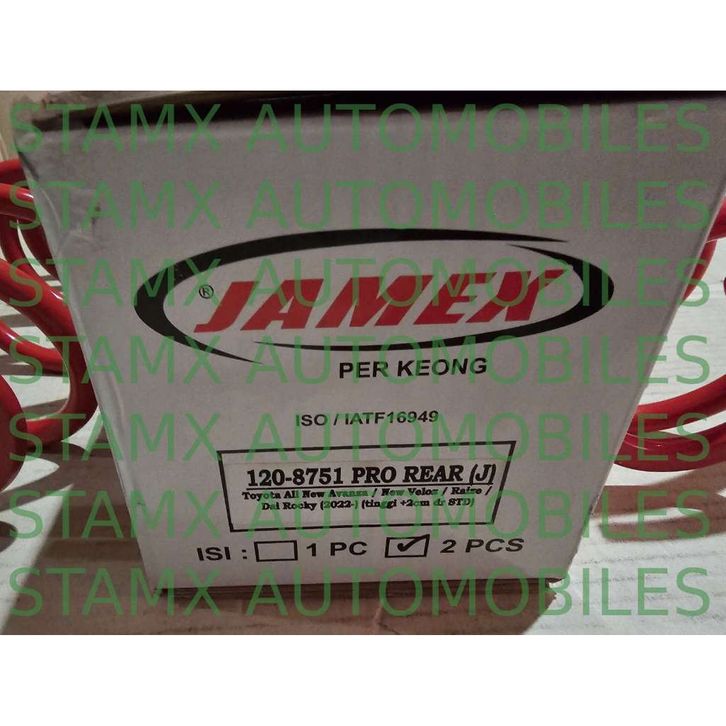 STAMX AUTOMOBILES
STAMX AUTOMOBILES
STAMX AUTOMOBILES
® JAMEX
STAMX AUTOMOBILES
PER KEONG
ISO / IATF16949
STAMX AUTOMOBILES
120-8751 PRO REAR (J)
Toyota All New Avanza / New Veloz / Raize /
Dai Rocky (2022-) (tinggi +2cm dr STD)
STAMX AUTOMOBILES
ISI : 1 PC ✓ 2 PCS
STAMX AUTOMOBILES